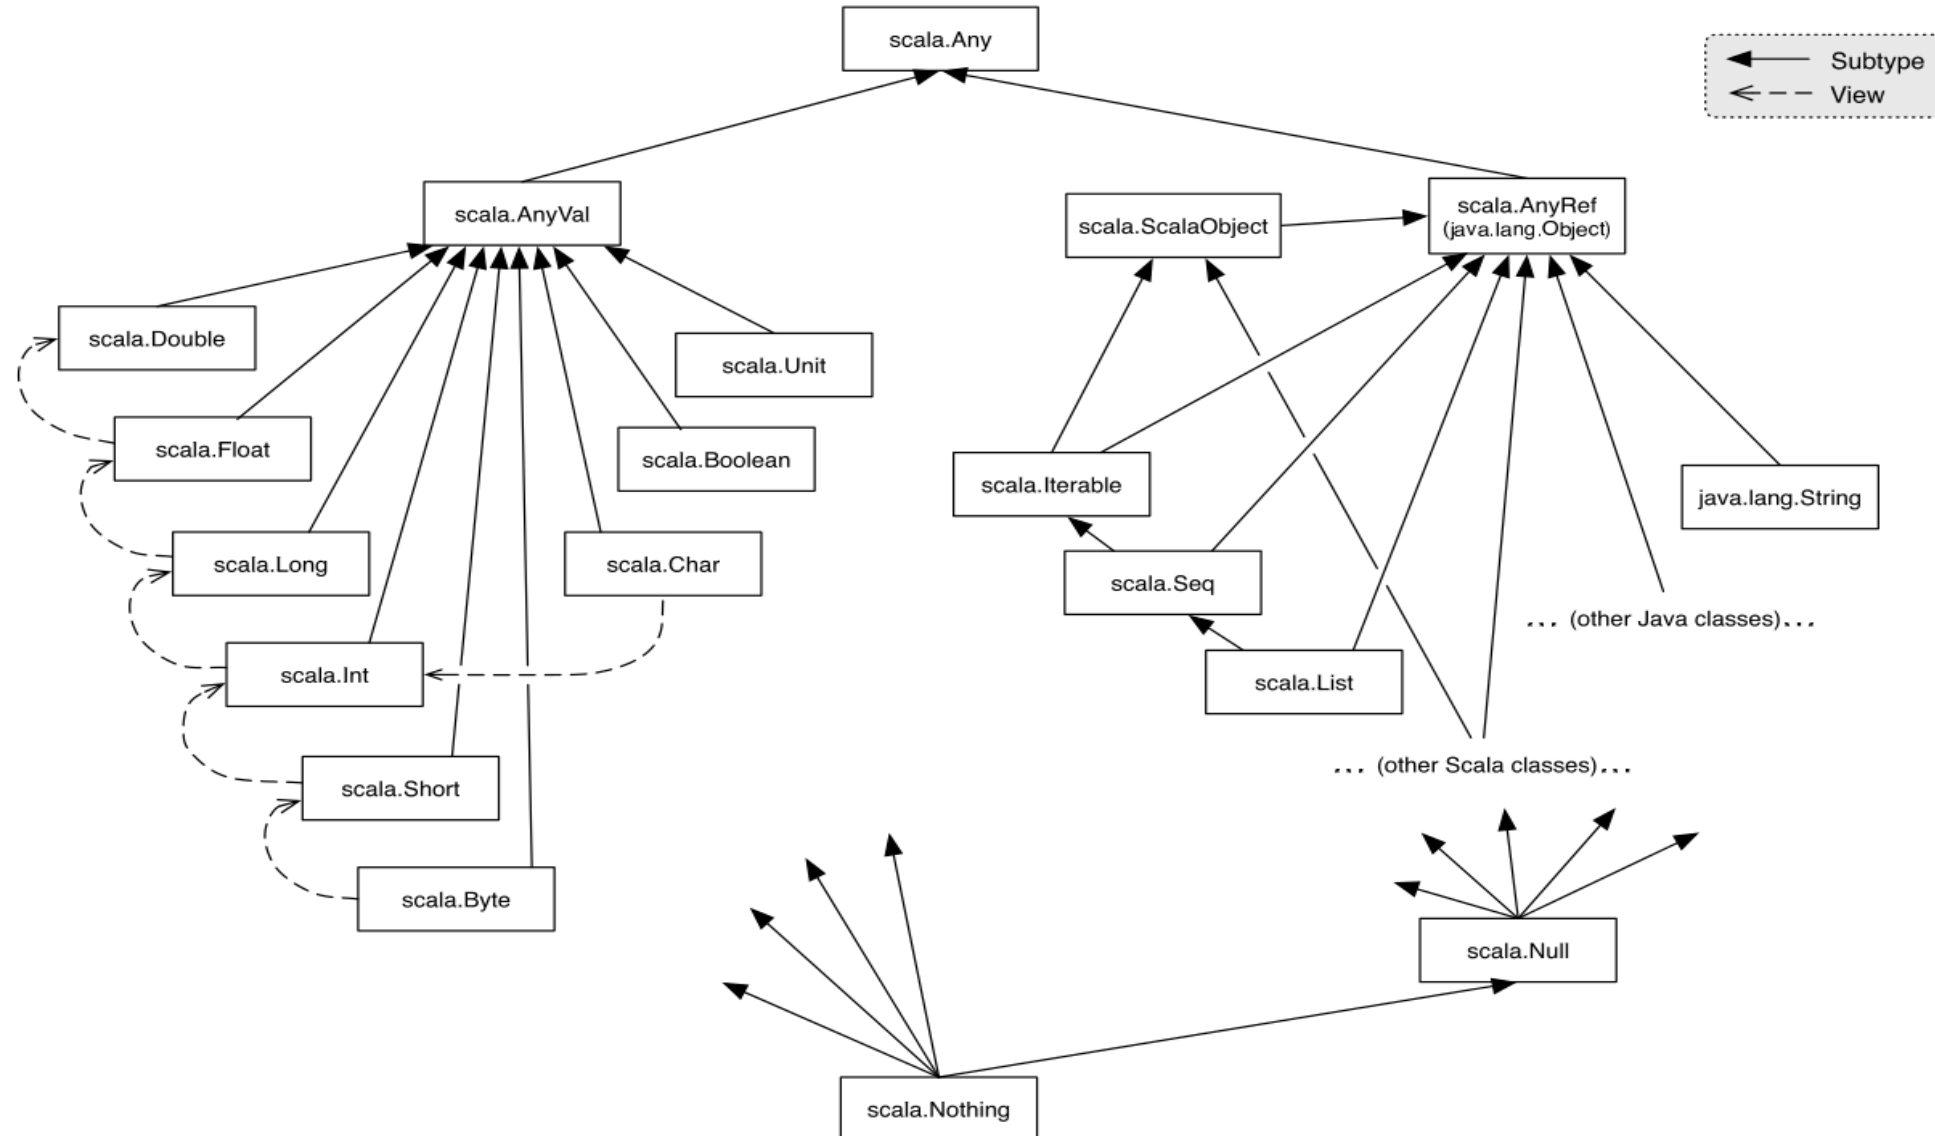 scala.Any
Subtype
View
scala.AnyVal
scala.ScalaObject
scala.AnyRef
(java.lang.Object)
scala.Double
scala.Unit
scala.Float
scala.Boolean
scala.Iterable
java.lang.String
scala.Long
scala.Char
scala.Seq
... (other Java classes)...
scala.Int
scala.List
... (other Scala classes)...
scala.Short
scala.Byte
scala.Null
scala.Nothing